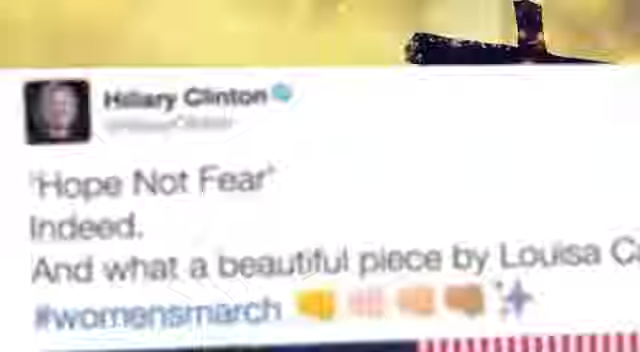 Hillary Clinton
'Hope Not Fear'
Indeed.
And what a beautiful piece by Louisa
#womensmarch